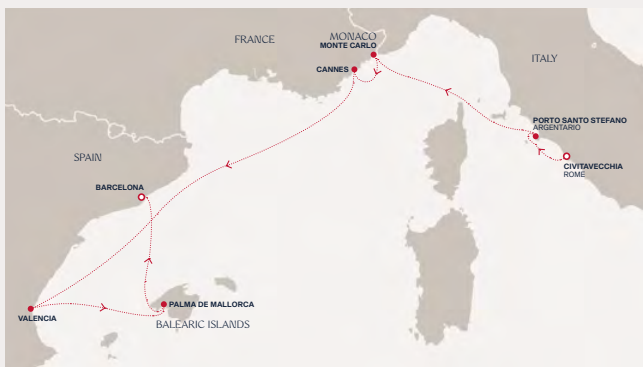 FRANCE
MONACO
MONTE CARLO
CANNES
ITALY
PORTO SANTO STEFANO
ARGENTARIO
CIVITAVECCHIA
ROME
SPAIN
BARCELONA
PALMA DE MALLORCA
VALENCIA
BALEARIC ISLANDS